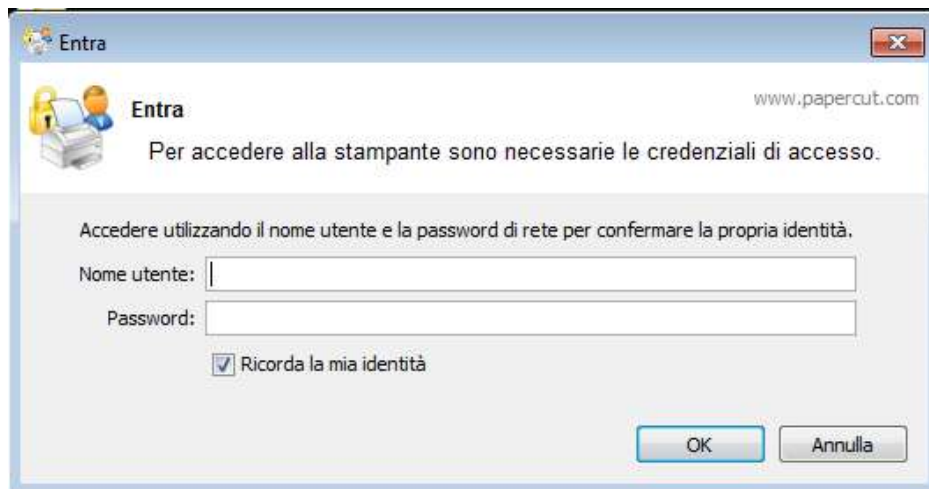 Entra
www.papercut.com
Entra
Per accedere alla stampante sono necessarie le credenziali di accesso.
Accedere utilizzando il nome utente e la password di rete per confermare la propria identità.
Nome utente:
Password:
Ricorda la mia identità
OK Annulla